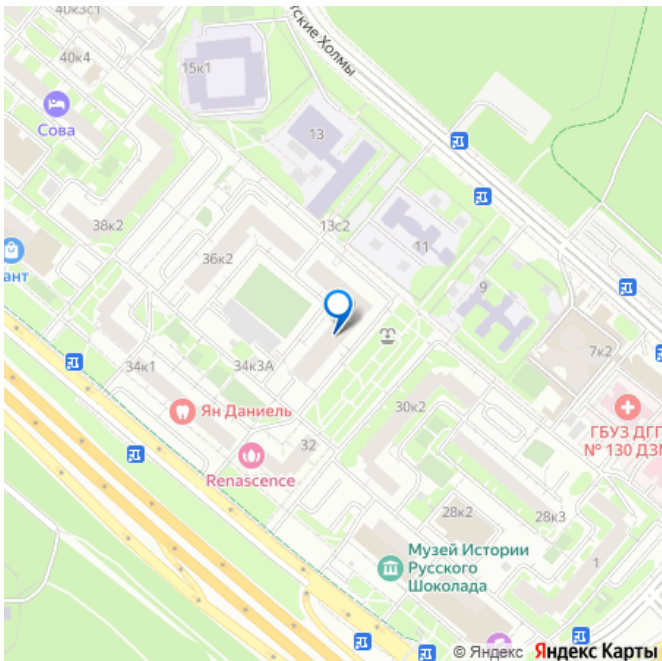 40к3с1
ские Холмы
40к4
15к1
Сова
13
38к2
13с2
11
ант
36к2
9
34к1
34к3А
7к2
Ян Даниель
30к2
ГБУЗ ДГП
№ 130 ДЗМ
32
Renascence
28к2
28к3
Музей Истории
Русского
Шоколада
1
© Яндекс Яндекс Карты